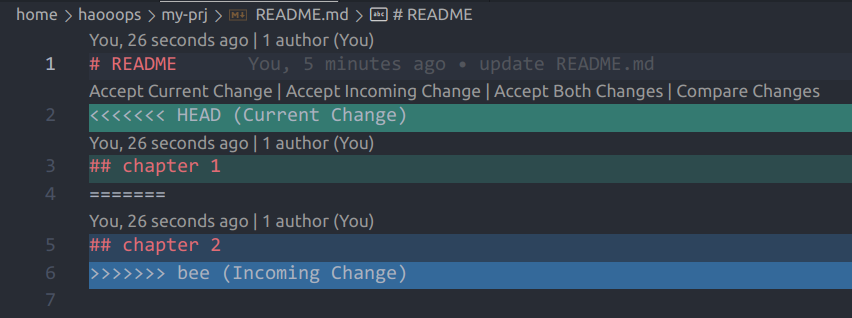 home > haooops > my-prj > README.md > abc # README
You, 26 seconds ago | 1 author (You)
1 # README You, 5 minutes ago • update README.md
Accept Current Change | Accept Incoming Change | Accept Both Changes | Compare Changes
2 <<<<<<< HEAD (Current Change)
You, 26 seconds ago | 1 author (You)
3 ## chapter 1
4 =======
You, 26 seconds ago | 1 author (You)
5 ## chapter 2
6 >>>>>>> bee (Incoming Change)
7